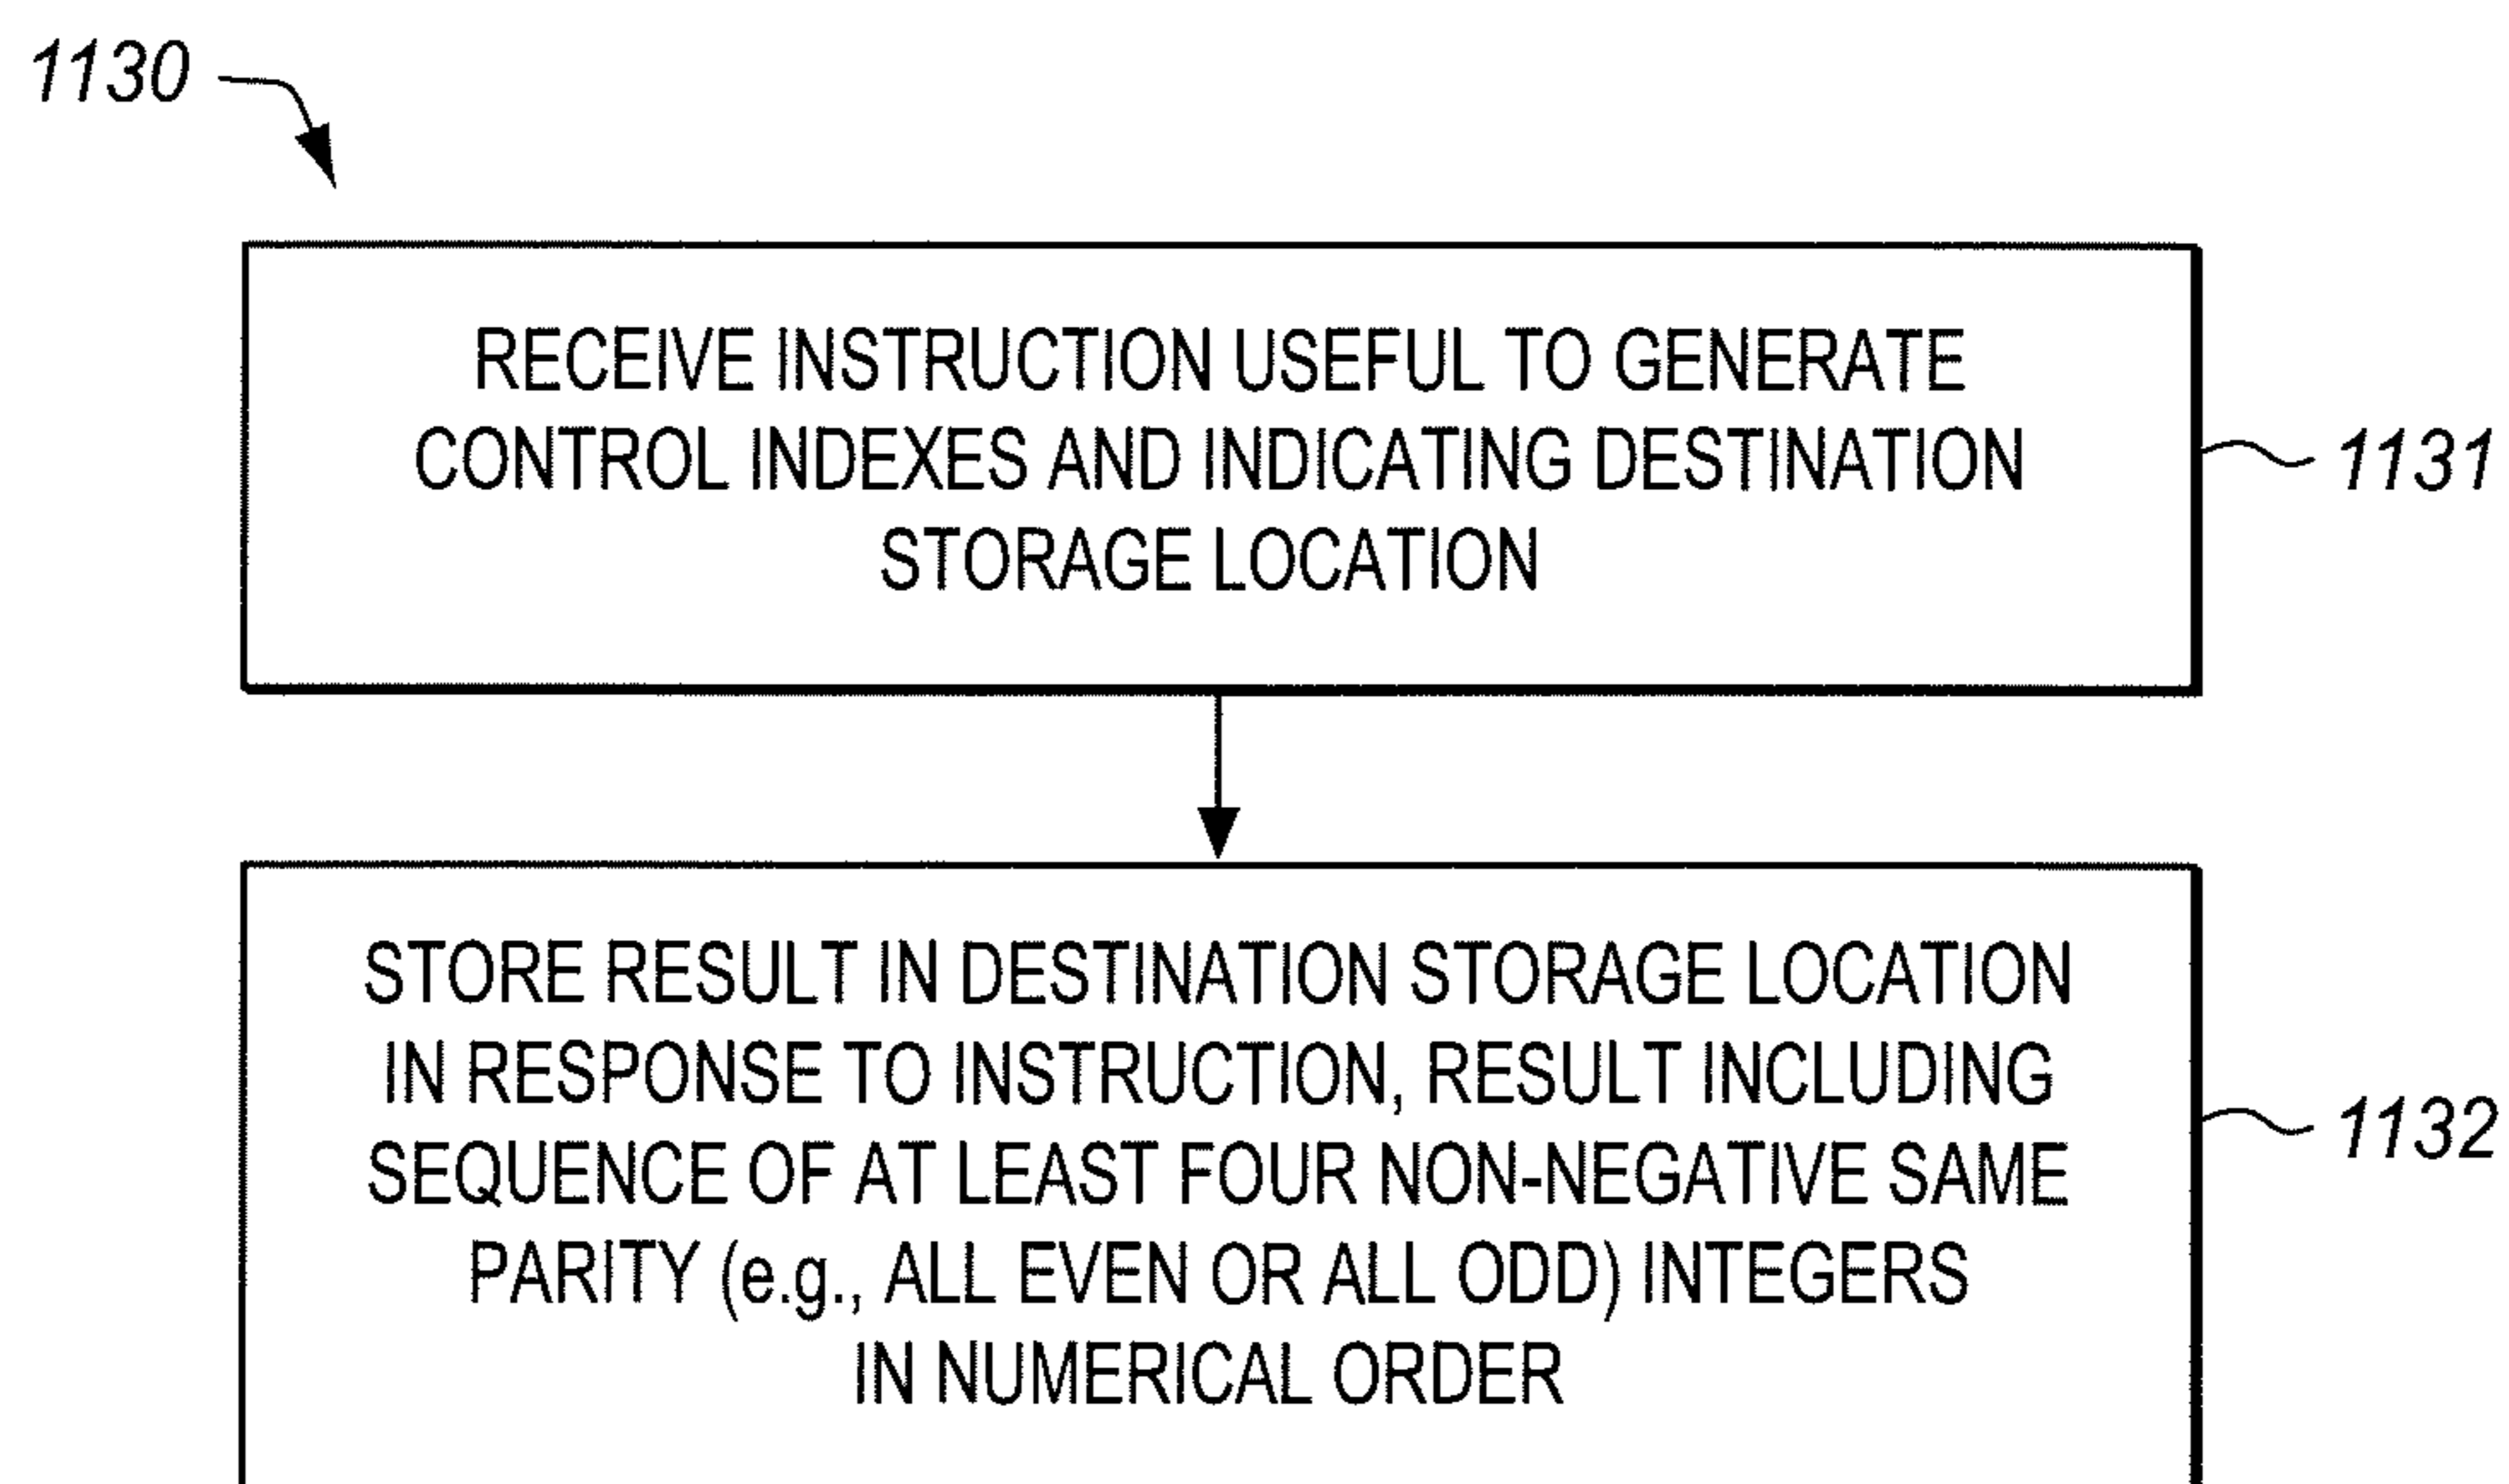 1130
RECEIVE INSTRUCTION USEFUL TO GENERATE
CONTROL INDEXES AND INDICATING DESTINATION
STORAGE LOCATION
1131
STORE RESULT IN DESTINATION STORAGE LOCATION
IN RESPONSE TO INSTRUCTION, RESULT INCLUDING
SEQUENCE OF AT LEAST FOUR NON-NEGATIVE SAME
PARITY (e.g., ALL EVEN OR ALL ODD) INTEGERS
IN NUMERICAL ORDER
1132